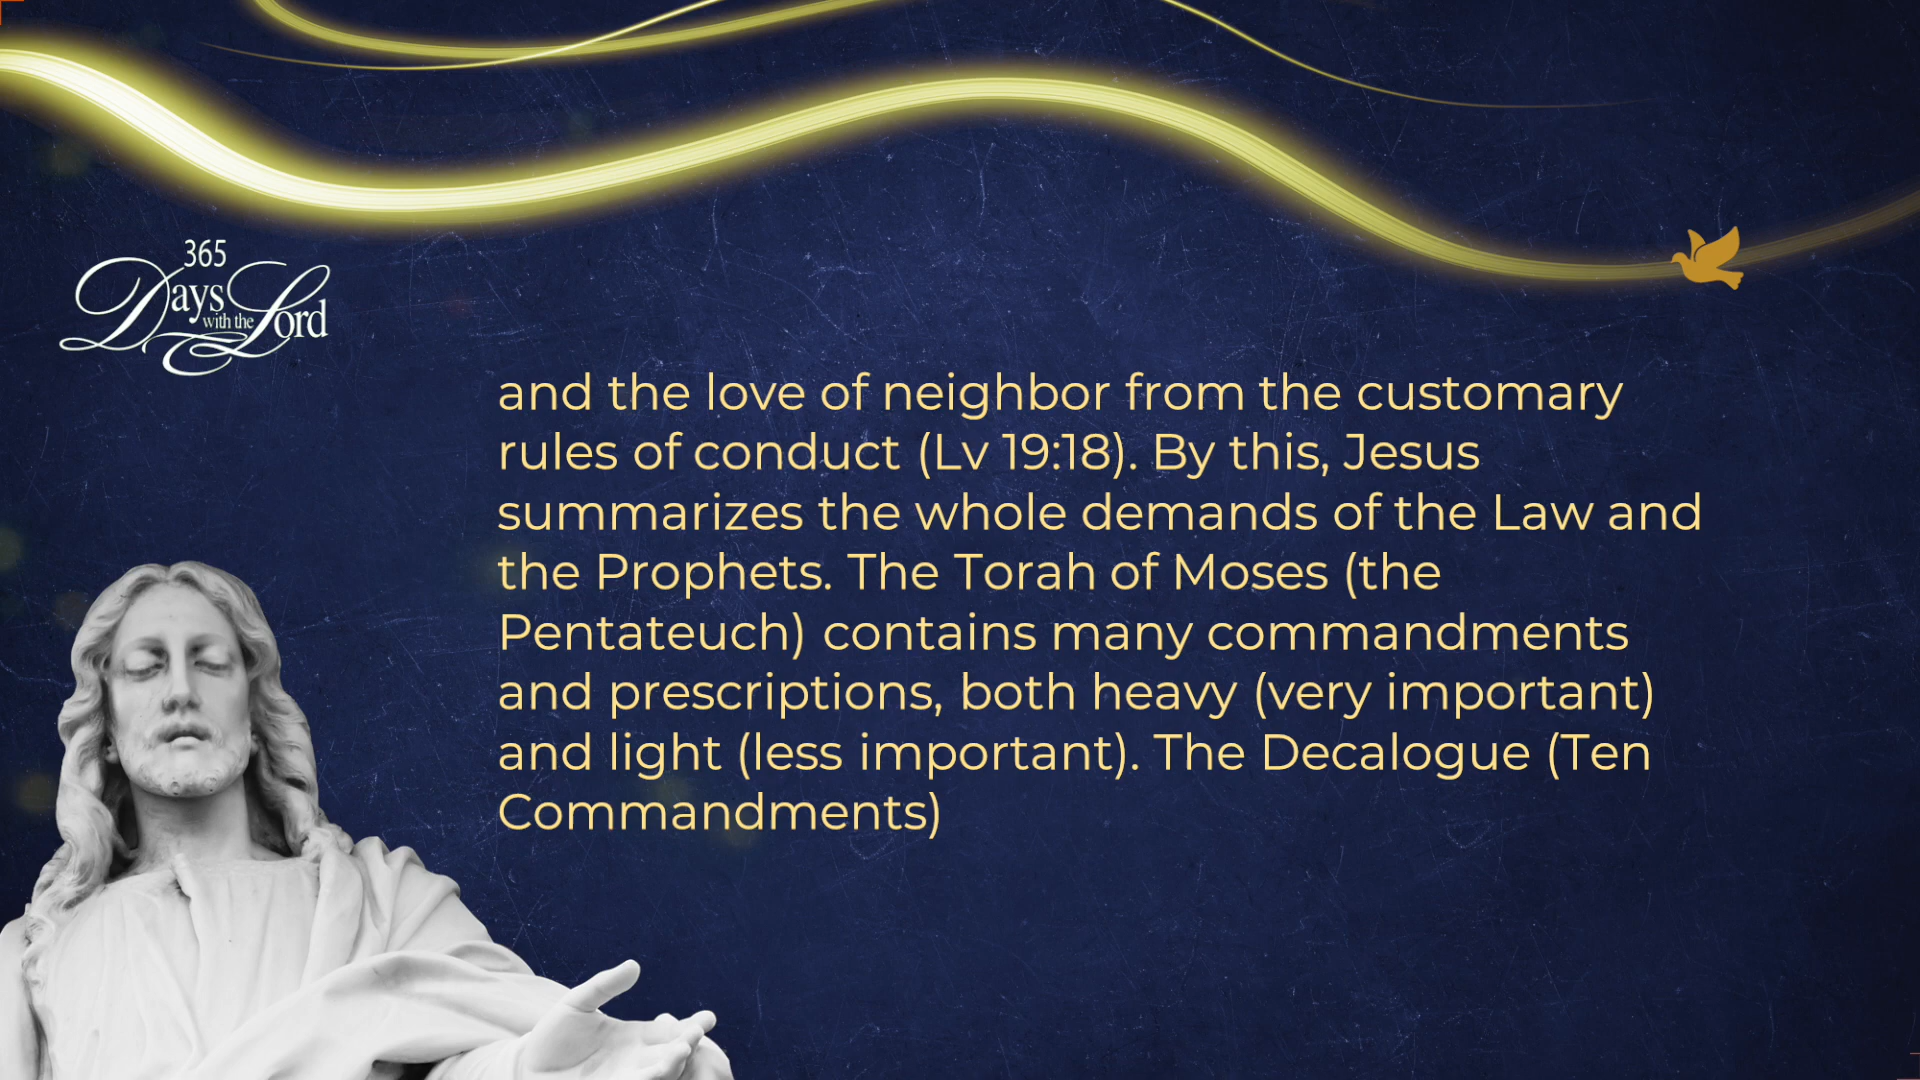 365
Days
with the
Lord
and the love of neighbor from the customary
rules of conduct (Lv 19:18). By this, Jesus
summarizes the whole demands of the Law and
the Prophets. The Torah of Moses (the
Pentateuch) contains many commandments
and prescriptions, both heavy (very important)
and light (less important). The Decalogue (Ten
Commandments)